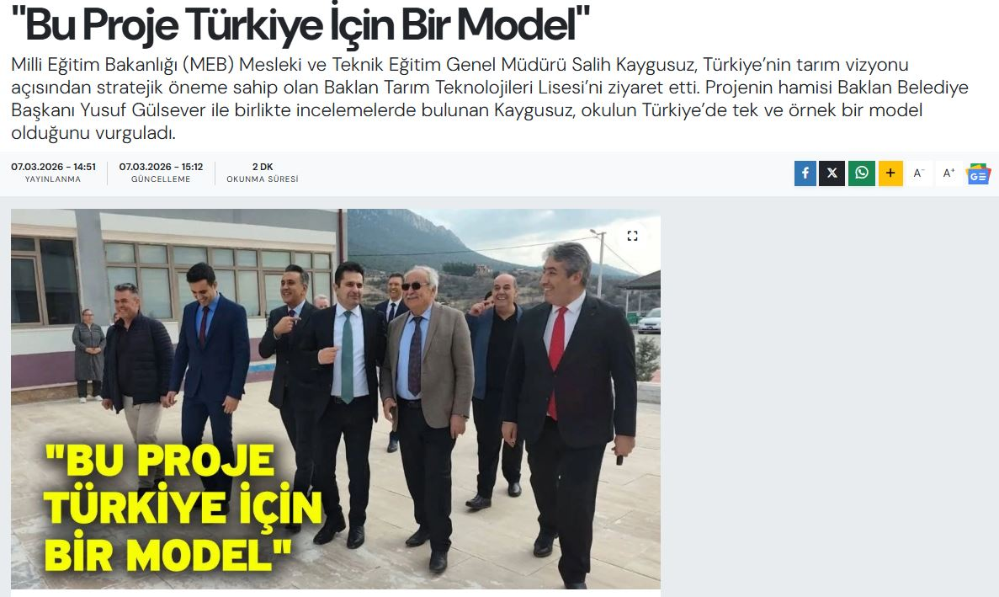 "Bu Proje Türkiye İçin Bir Model"
Milli Eğitim Bakanlığı (MEB) Mesleki ve Teknik Eğitim Genel Müdürü Salih Kaygusuz, Türkiye’nin tarım vizyonu
açısından stratejik öneme sahip olan Baklan Tarım Teknolojileri Lisesi’ni ziyaret etti. Projenin hamisi Baklan Belediye
Başkanı Yusuf Gülsever ile birlikte incelemelerde bulunan Kaygusuz, okulun Türkiye’de tek ve örnek bir model
olduğunu vurguladı.
07.03.2026 - 14:51 07.03.2026 - 15:12 2 DK
YAYINLANMA GÜNCELLEME OKUNMA SÜRESİ
A- A+
"BU PROJE
TÜRKİYE İÇİN
BİR MODEL"